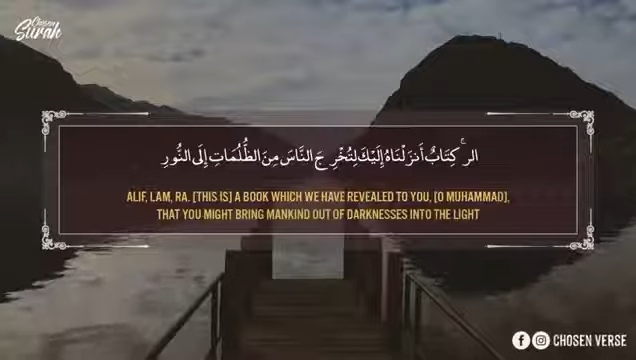 Chosen
Surah
الر ۚ كِتَابٌ أَنزَلْنَاهُ إِلَيْكَ لِتُخْرِجَ النَّاسَ مِنَ الظُّلُمَاتِ إِلَى النُّورِ
ALIF, LAM, RA. [THIS IS] A BOOK WHICH WE HAVE REVEALED TO YOU, [O MUHAMMAD],
THAT YOU MIGHT BRING MANKIND OUT OF DARKNESSES INTO THE LIGHT
CHOSEN VERSE